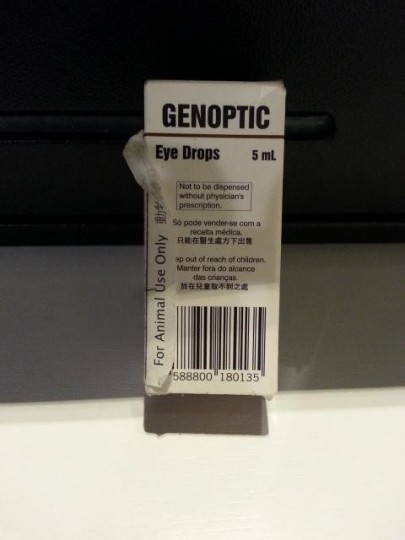 GENOPTIC
Eye Drops 5 mL
Not to be dispensed
without physician's
prescription.
Só pode vender-se com a
receita médica.
只能在醫生處方下出售
ep out of reach of children.
Manter fora do alcance
das crianças.
放在兒童取不到之處
588800 180135
For Animal Use Only 動